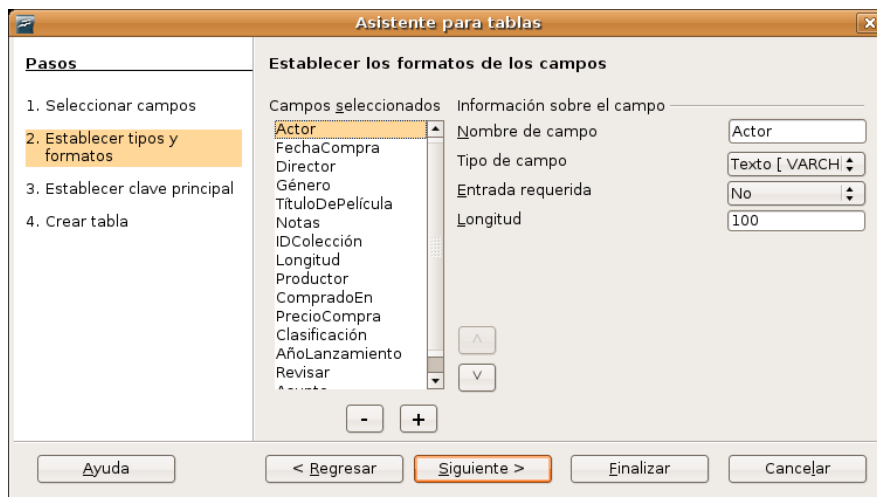 Asistente para tablas
Pasos
1. Seleccionar campos
2. Establecer tipos y
formatos
3. Establecer clave principal
4. Crear tabla
Establecer los formatos de los campos
Campos seleccionados
Actor
FechaCompra
Director
Género
TítuloDePelícula
Notas
IDColección
Longitud
Productor
CompradoEn
PrecioCompra
Clasificación
AñoLanzamiento
Revisar
- +
Información sobre el campo
Nombre de campo Actor
Tipo de campo Texto [ VARCH
Entrada requerida No
Longitud 100
Ayuda < Regresar Siguiente > Finalizar Cancelar